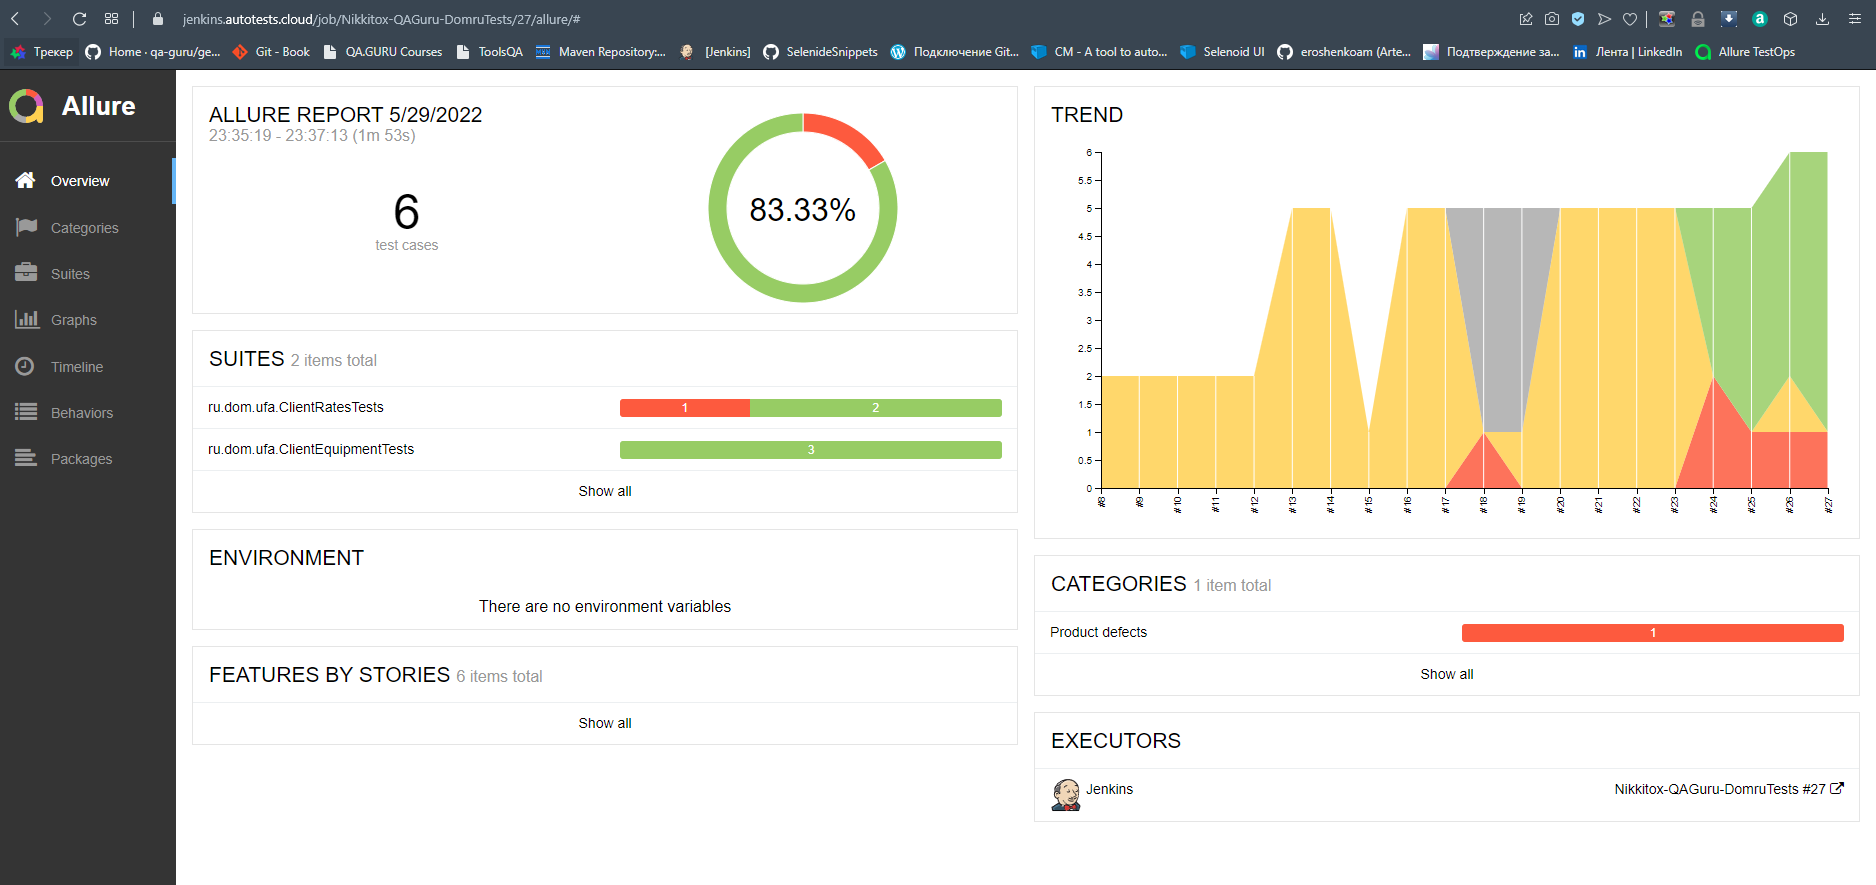 jenkins.autotests.cloud/job/Nikkitox-QAGuru-DomruTests/27/allure/#
Трекер
Home · qa-guru/ge...
Git - Book
QA.GURU Courses
ToolsQA
Maven Repository:...
[Jenkins]
SelenideSnippets
Подключение Git...
CM - A tool to auto...
Selenoid UI
eroshenkoam (Arte...
Подтверждение за...
Лента | LinkedIn
Allure TestOps
Allure
Overview
Categories
Suites
Graphs
Timeline
Behaviors
Packages
ALLURE REPORT 5/29/2022
23:35:19 - 23:37:13 (1m 53s)
6
test cases
83.33%
SUITES 2 items total
ru.dom.ufa.ClientRatesTests
1
2
ru.dom.ufa.ClientEquipmentTests
3
Show all
ENVIRONMENT
There are no environment variables
FEATURES BY STORIES 6 items total
Show all
TREND
6
5.5
5
4.5
4
3.5
3
2.5
2
1.5
1
0.5
0
#8
#9
#10
#11
#12
#13
#14
#15
#16
#17
#18
#19
#20
#21
#22
#23
#24
#25
#26
#27
CATEGORIES 1 item total
Product defects
1
Show all
EXECUTORS
Jenkins
Nikkitox-QAGuru-DomruTests #27